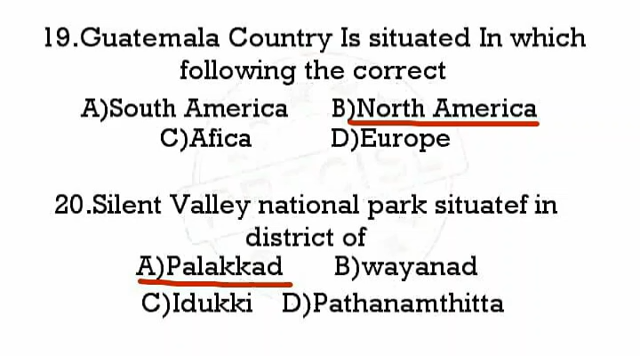 19.Guatemala Country Is situated In which
following the correct
A)South America B)North America
C)Afica D)Europe
20.Silent Valley national park situatef in
district of
A)Palakkad B)wayanad
C)Idukki D)Pathanamthitta